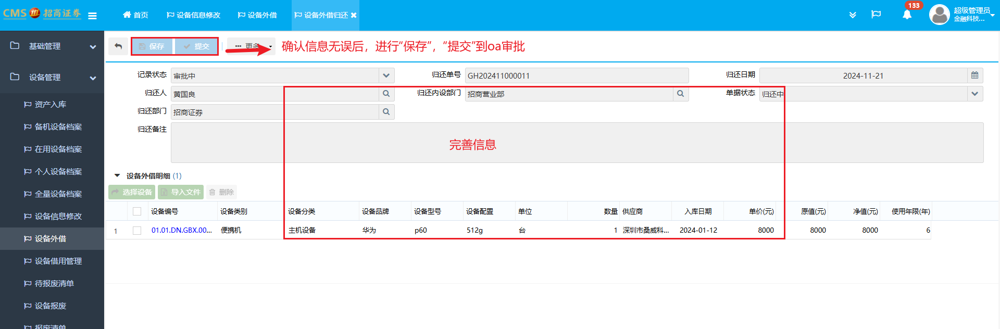 CMS 招商证券
首页
设备信息修改
设备外借
设备外借归还
133
超级管理员
金融科技...
基础管理
设备管理
资产入库
备机设备档案
在用设备档案
个人设备档案
全量设备档案
设备信息修改
设备外借
设备借用管理
待报废清单
设备报废
报废清单
保存
提交
更多
确认信息无误后，进行“保存”，“提交”到oa审批
记录状态 审批中
归还单号 GH202411000011
归还日期 2024-11-21
归还人 黄国良
归还内设部门 招商营业部
单据状态 归还中
归还部门 招商证券
归还备注
完善信息
设备外借明细 (1)
选择设备 导入文件 删除
设备编号 设备类别 设备分类 设备品牌 设备型号 设备配置 单位 数量 供应商 入库日期 单价(元) 原值(元) 净值(元) 使用年限(年)
1 01.01.DN.GBX.00... 便携机 主机设备 华为 p60 512g 台 1 深圳市桑威科... 2024-01-12 8000 8000 8000 6